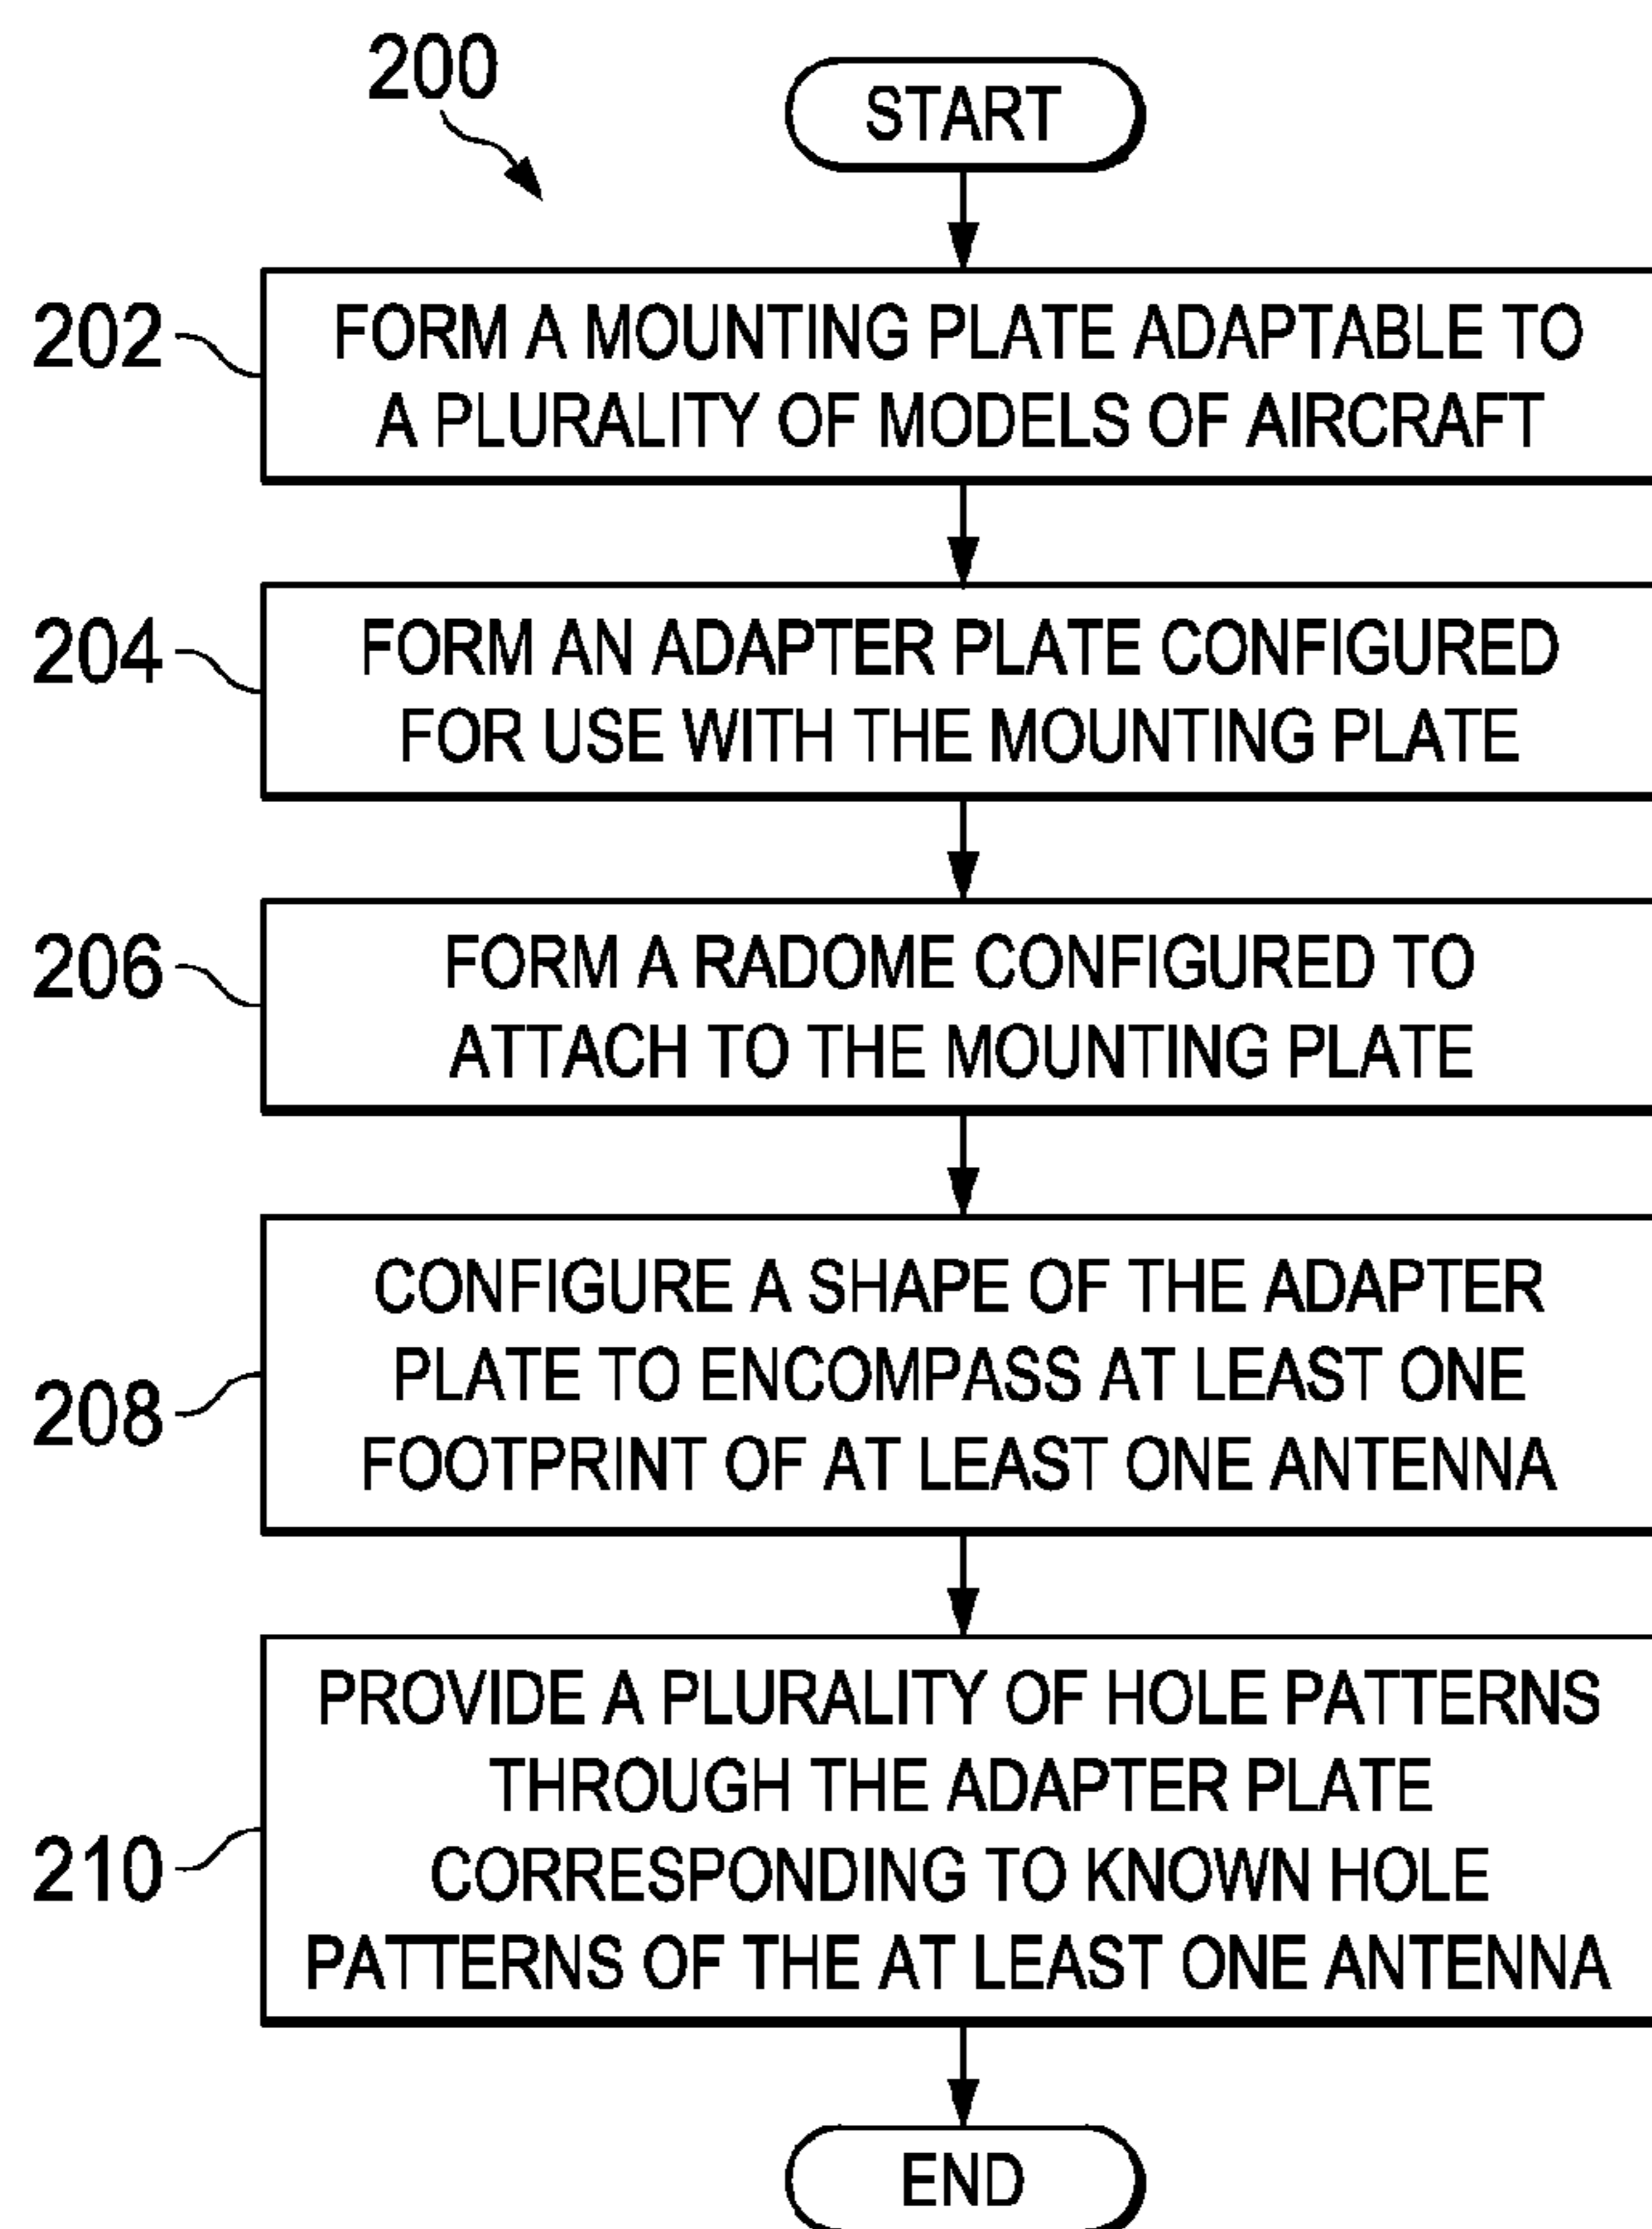 200
START
202
FORM A MOUNTING PLATE ADAPTABLE TO
A PLURALITY OF MODELS OF AIRCRAFT
204
FORM AN ADAPTER PLATE CONFIGURED
FOR USE WITH THE MOUNTING PLATE
206
FORM A RADOME CONFIGURED TO
ATTACH TO THE MOUNTING PLATE
208
CONFIGURE A SHAPE OF THE ADAPTER
PLATE TO ENCOMPASS AT LEAST ONE
FOOTPRINT OF AT LEAST ONE ANTENNA
210
PROVIDE A PLURALITY OF HOLE PATTERNS
THROUGH THE ADAPTER PLATE
CORRESPONDING TO KNOWN HOLE
PATTERNS OF THE AT LEAST ONE ANTENNA
END